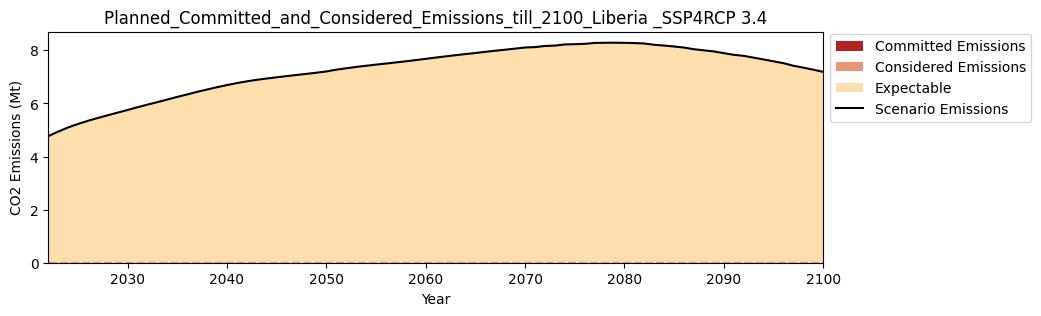 Planned_Committed_and_Considered_Emissions_till_2100_Liberia _SSP4RCP 3.4
CO2 Emissions (Mt)
8
6
4
2
0
2030 2040 2050 2060 2070 2080 2090 2100
Year
Committed Emissions
Considered Emissions
Expectable
Scenario Emissions